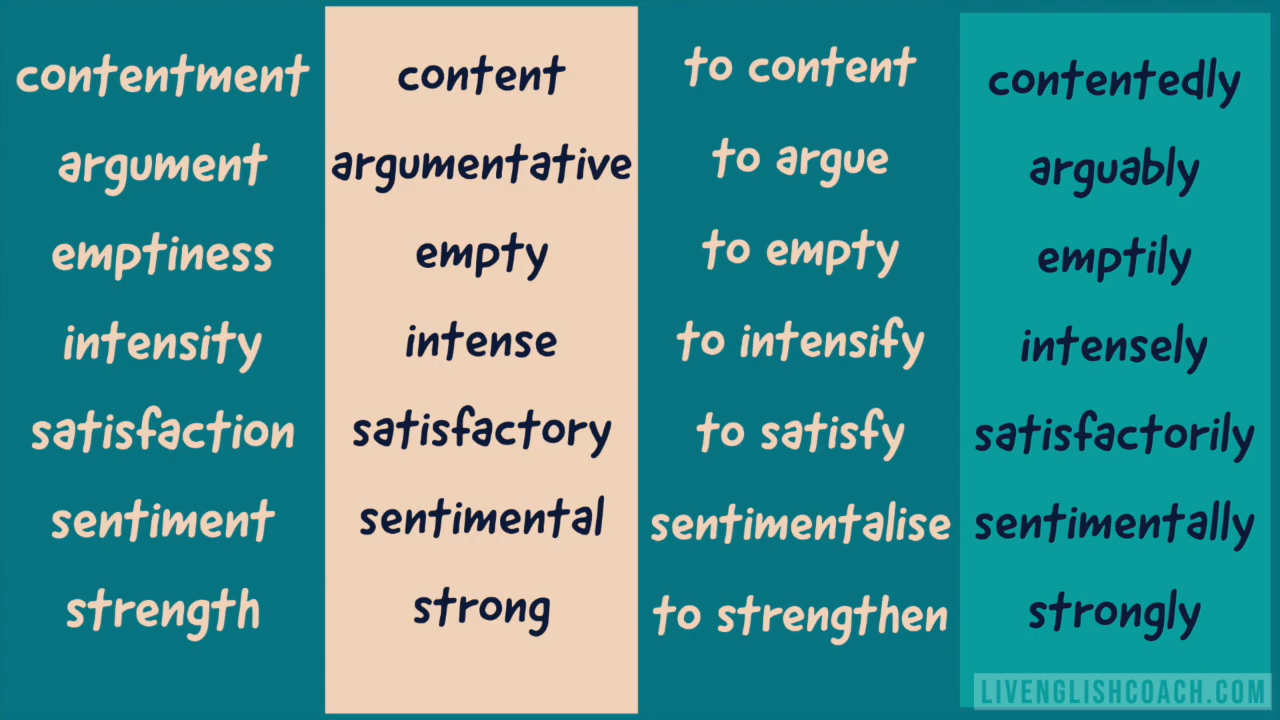 contentment content to content contentedly
argument argumentative to argue arguably
emptiness empty to empty emptily
intensity intense to intensify intensely
satisfaction satisfactory to satisfy satisfactorily
sentiment sentimental sentimentalise sentimentally
strength strong to strengthen strongly
LIVENGLISHCOACH.COM